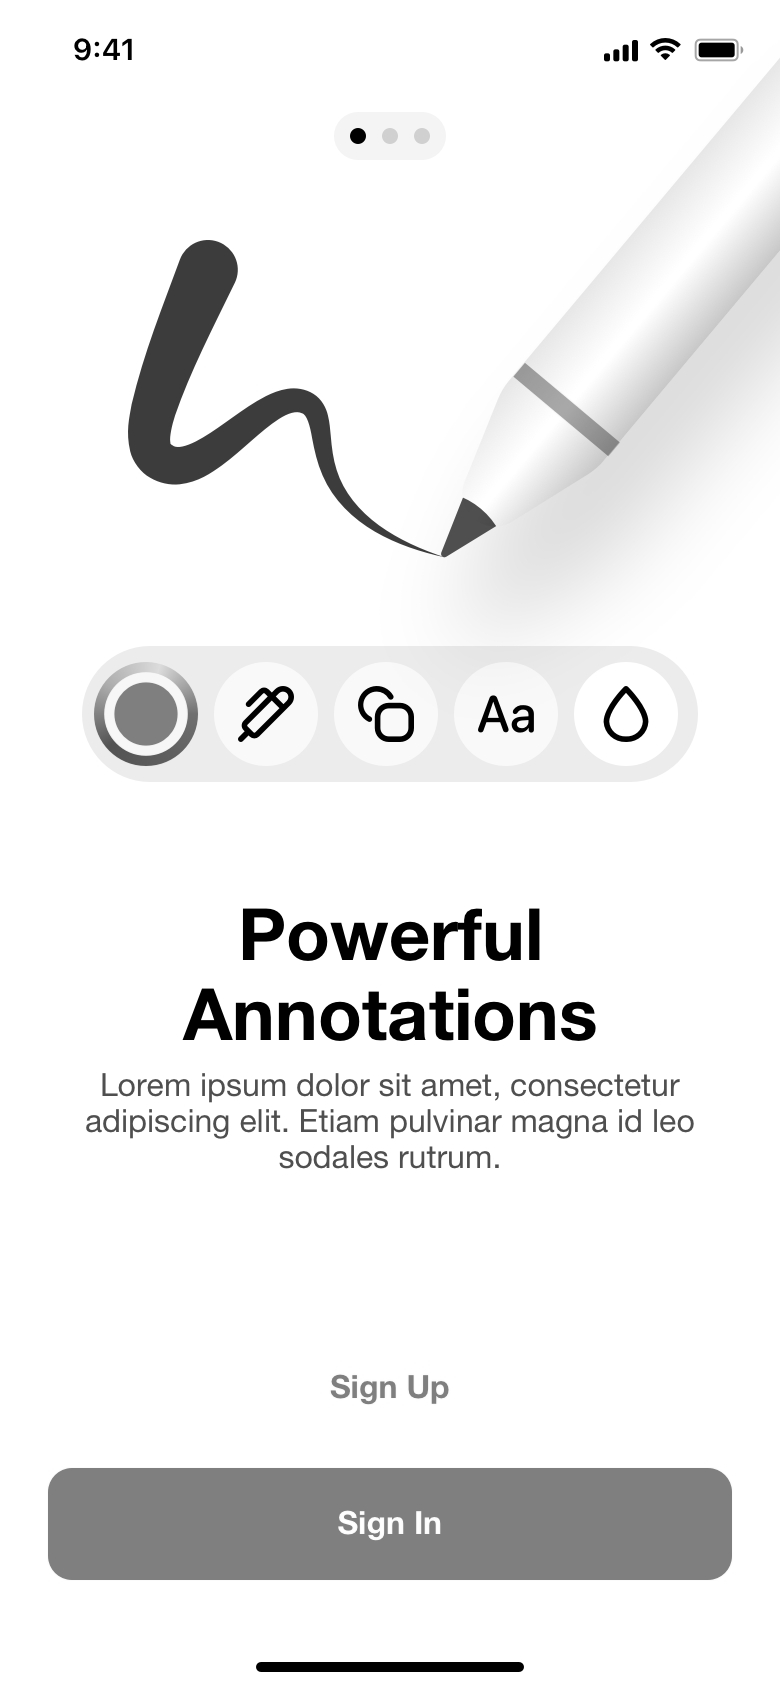 9:41
Aa
Powerful
Annotations
Lorem ipsum dolor sit amet, consectetur
adipiscing elit. Etiam pulvinar magna id leo
sodales rutrum.
Sign Up
Sign In